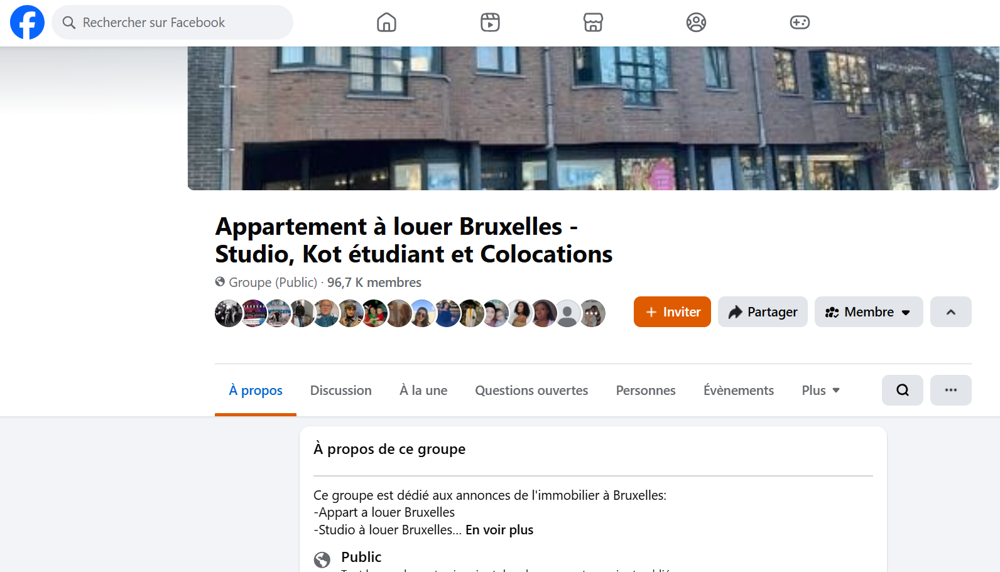 Rechercher sur Facebook
Appartement à louer Bruxelles -
Studio, Kot étudiant et Colocations
Groupe (Public) · 96,7 K membres
Inviter
Partager
Membre
À propos
Discussion
À la une
Questions ouvertes
Personnes
Évènements
Plus
À propos de ce groupe
Ce groupe est dédié aux annonces de l'immobilier à Bruxelles:
-Appart a louer Bruxelles
-Studio à louer Bruxelles... En voir plus
Public